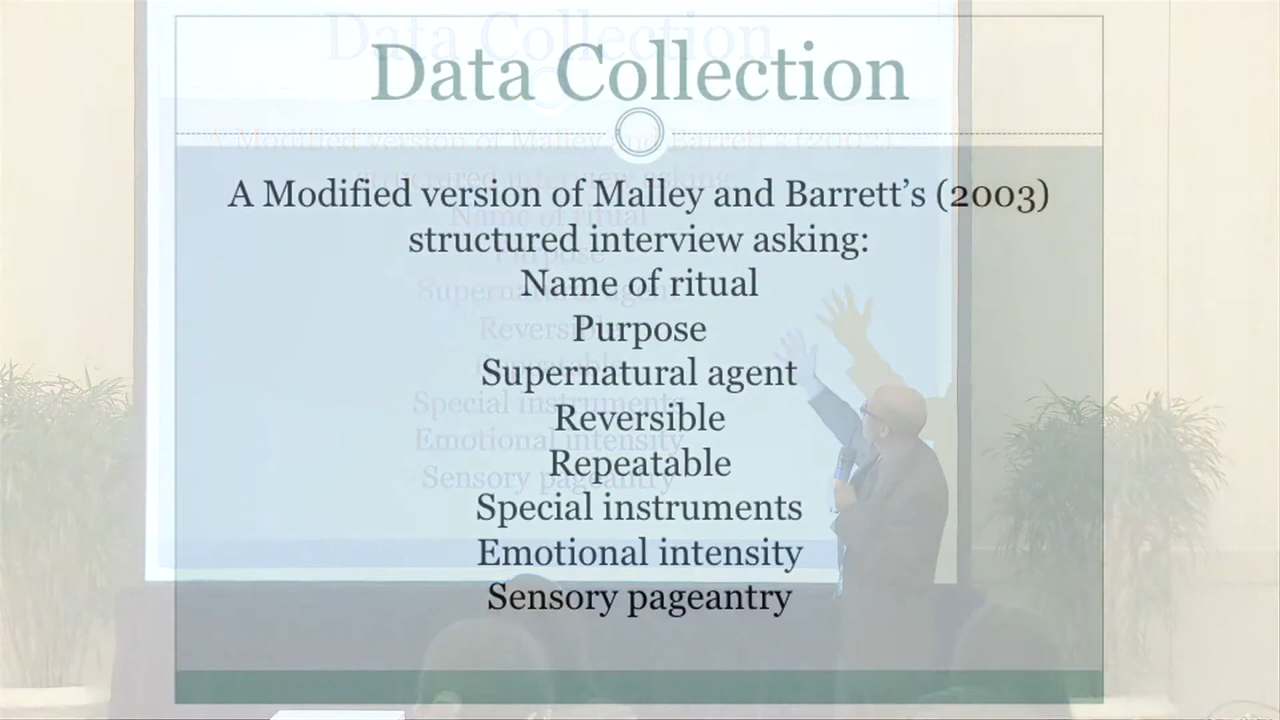 Data Collection
A Modified version of Malley and Barrett’s (2003)
structured interview asking:
Name of ritual
Purpose
Supernatural agent
Reversible
Repeatable
Special instruments
Emotional intensity
Sensory pageantry